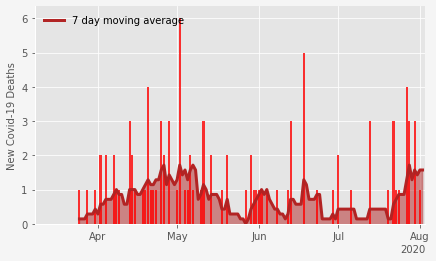 7 day moving average
New Covid-19 Deaths
6
5
4
3
2
1
0
Apr
May
Jun
Jul
Aug
2020